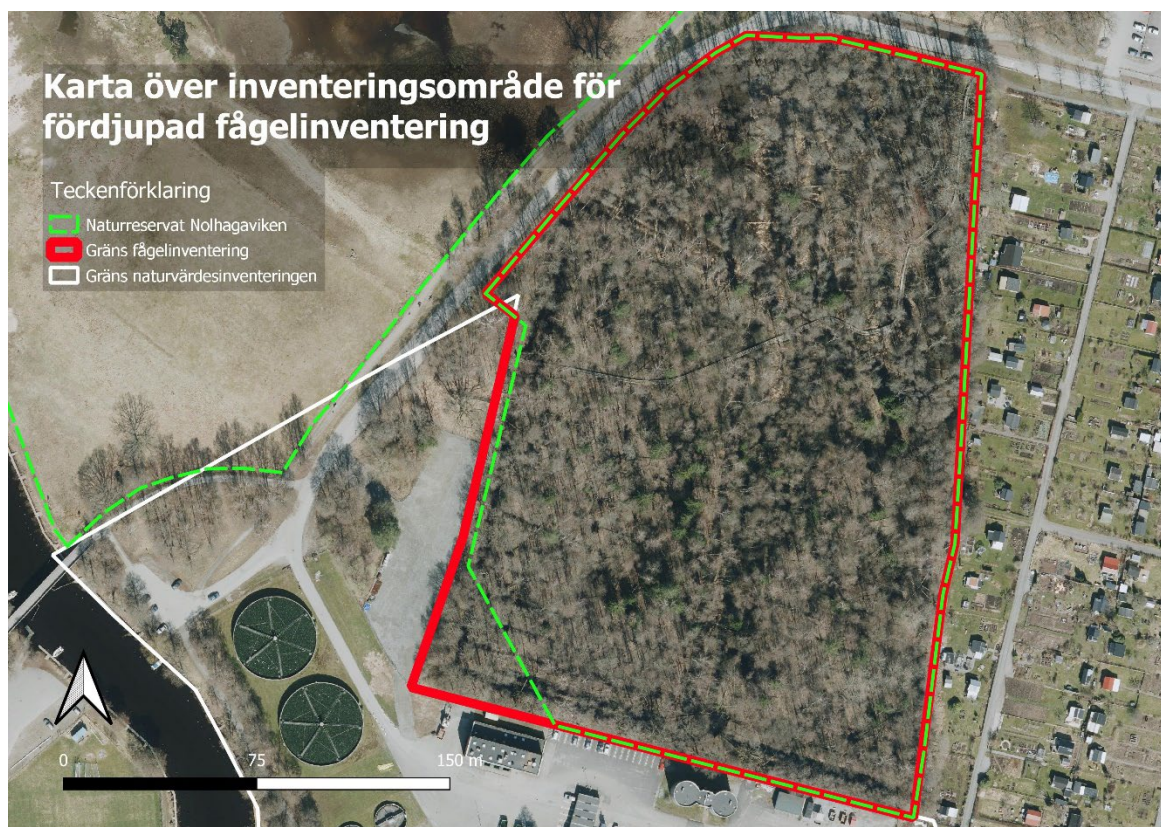 Karta över inventeringsområde för
fördjupad fågelinventering
Teckenförklaring
Naturreservat Nolhagaviken
Gräns fågelinventering
Gräns naturvärdesinventeringen
0 75 150 m